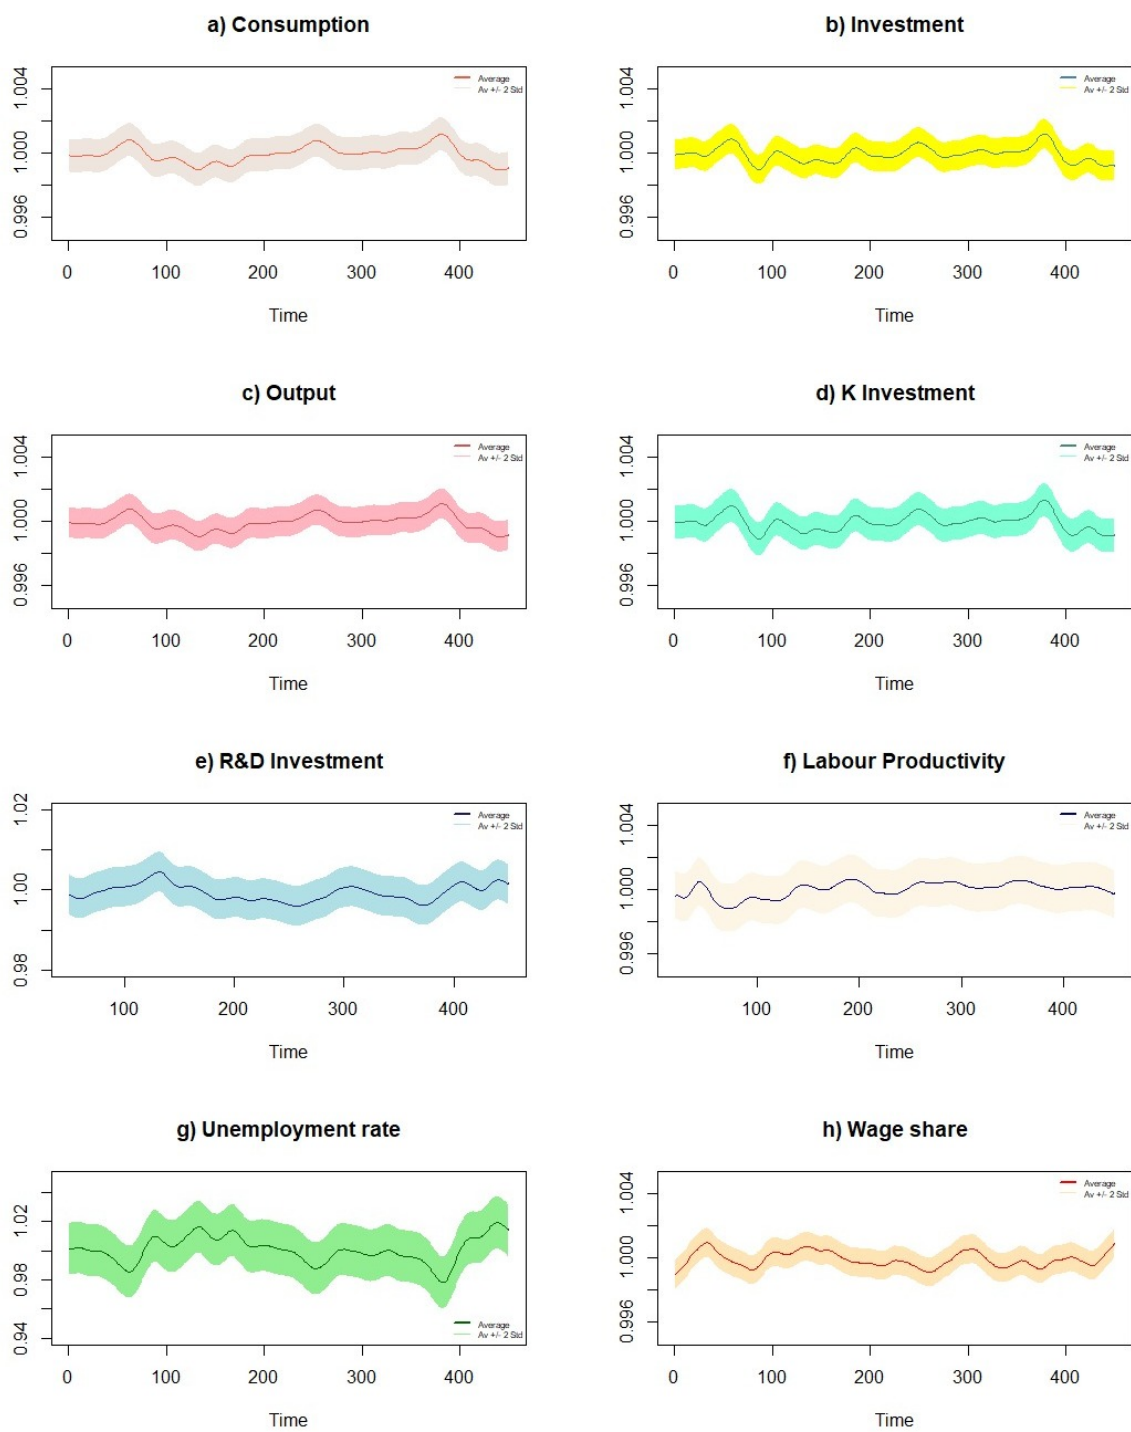 a) Consumption
1.004
1.000
0.996
Average
Av +/- 2 Std
0 100 200 300 400
Time
b) Investment
1.004
1.000
0.996
Average
Av +/- 2 Std
0 100 200 300 400
Time
c) Output
1.004
1.000
0.996
Average
Av +/- 2 Std
0 100 200 300 400
Time
d) K Investment
1.004
1.000
0.996
Average
Av +/- 2 Std
0 100 200 300 400
Time
e) R&D Investment
1.02
1.00
0.98
Average
Av +/- 2 Std
100 200 300 400
Time
f) Labour Productivity
1.004
1.000
0.996
Average
Av +/- 2 Std
100 200 300 400
Time
g) Unemployment rate
1.02
0.98
0.94
Average
Av +/- 2 Std
0 100 200 300 400
Time
h) Wage share
1.004
1.000
0.996
Average
Av +/- 2 Std
0 100 200 300 400
Time